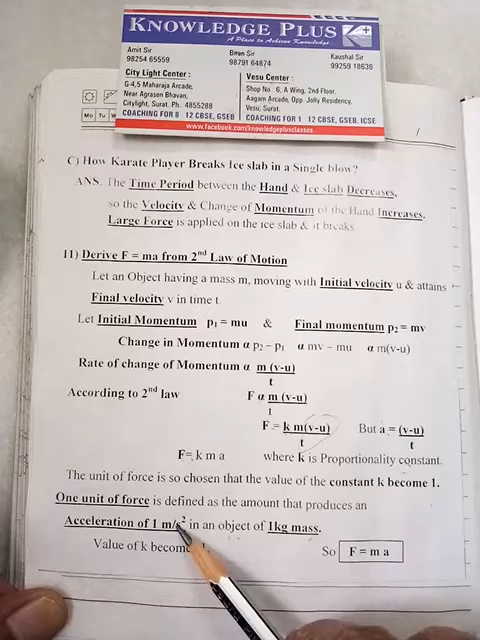 KNOWLEDGE PLUS
A Place to Achieve Knowledge
Amit Sir
98254 65559
Biren Sir
98791 64874
Kaushal Sir
99259 18636
City Light Center :
G-4,5 Maharaja Arcade,
Near Agrasen Bhavan,
Citylight, Surat. Ph. 4855288
COACHING FOR 8 12 CBSE, GSEB
Vesu Center :
Shop No 6, A Wing, 2nd Floor,
Aagam Arcade, Opp. Jolly Residency,
Vesu, Surat.
COACHING FOR 1 12 CBSE, GSEB, ICSE
www.facebook.com/knowledgeplusclasses
Mo Tu
C) How Karate Player Breaks Ice slab in a Single blow?
ANS. The Time Period between the Hand & Ice slab Decreases,
so the Velocity & Change of Momentum of the Hand Increases.
Large Force is applied on the ice slab & it breaks.
11) Derive F = ma from 2nd Law of Motion
Let an Object having a mass m, moving with Initial velocity u & attains
Final velocity v in time t.
Let Initial Momentum p₁ = mu & Final momentum p₂ = mv
Change in Momentum α p₂ – p₁ α mv – mu α m(v-u)
Rate of change of Momentum α m (v-u)
t
According to 2nd law F α m (v-u)
t
F = k m(v-u) But a = (v-u)
t t
F= k m a where k is Proportionality constant.
The unit of force is so chosen that the value of the constant k become 1.
One unit of force is defined as the amount that produces an
Acceleration of 1 m/s² in an object of 1kg mass.
Value of k become 1. So F = m a